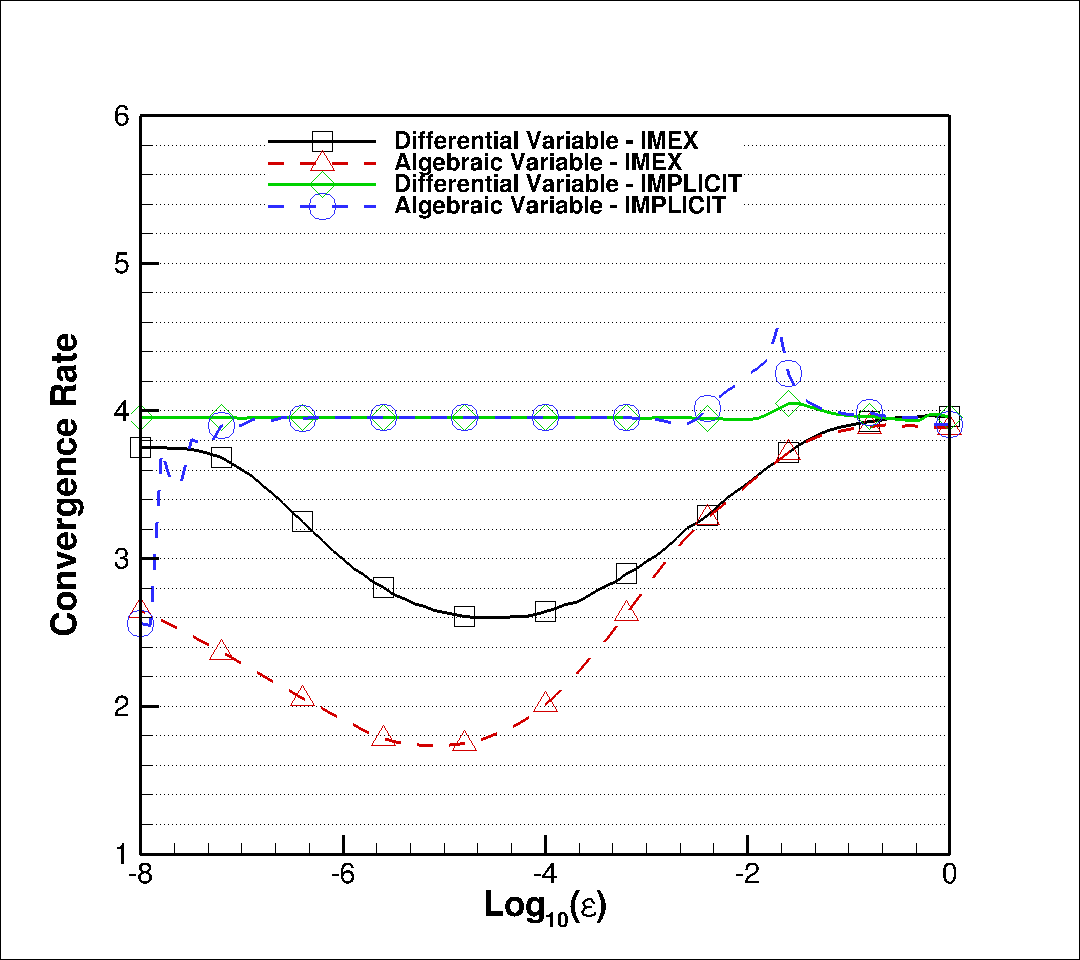 Differential Variable - IMEX
Algebraic Variable - IMEX
Differential Variable - IMPLICIT
Algebraic Variable - IMPLICIT
6
5
4
3
2
1
Convergence Rate
-8 -6 -4 -2 0
Log10(ε)